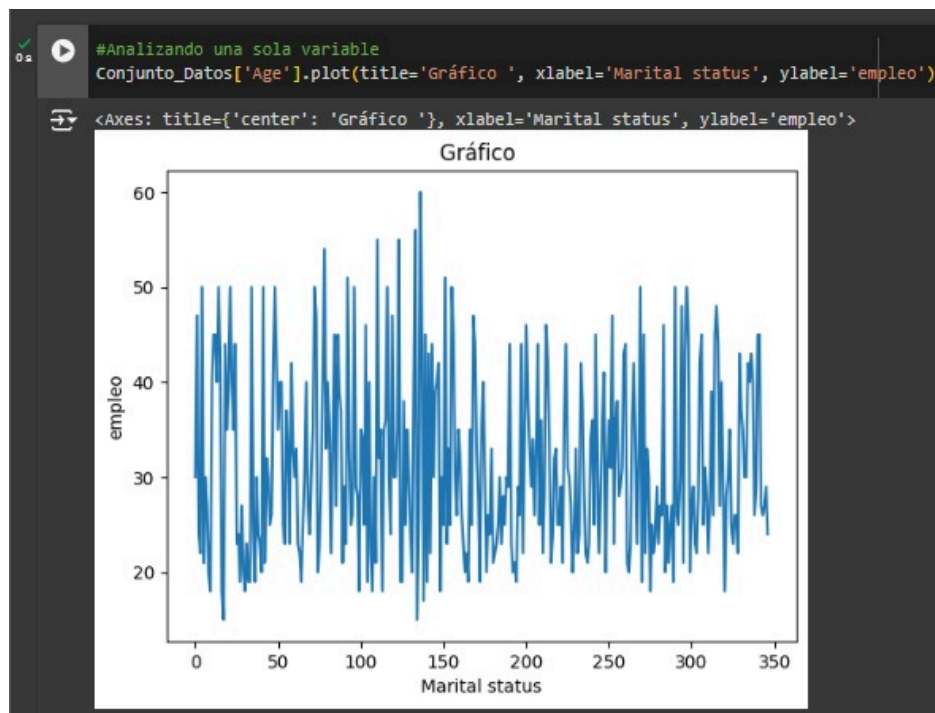 #Analizando una sola variable
0 s
Conjunto_Datos['Age'].plot(title='Gráfico ', xlabel='Marital status', ylabel='empleo')
<Axes: title={'center': 'Gráfico '}, xlabel='Marital status', ylabel='empleo'>
Gráfico
60
50
40
30
20
empleo
0 50 100 150 200 250 300 350
Marital status